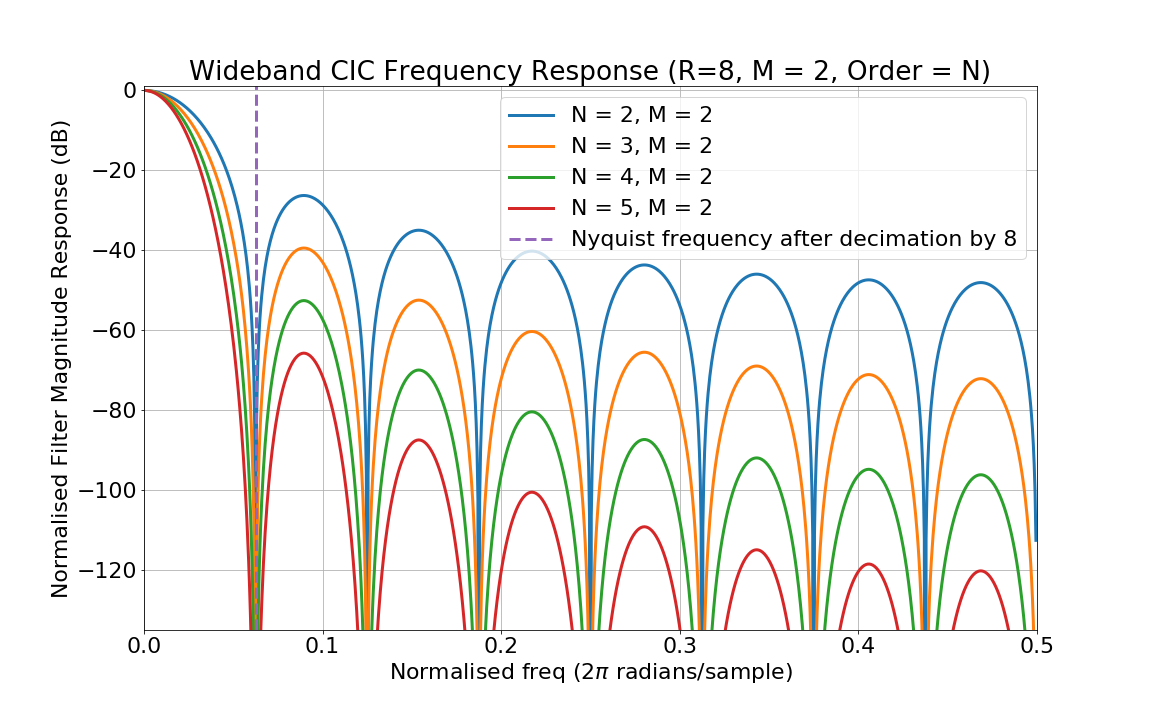 Wideband CIC Frequency Response (R=8, M = 2, Order = N)
Normalised Filter Magnitude Response (dB)
0
−20
−40
−60
−80
−100
−120
N = 2, M = 2
N = 3, M = 2
N = 4, M = 2
N = 5, M = 2
Nyquist frequency after decimation by 8
0.0 0.1 0.2 0.3 0.4 0.5
Normalised freq (2π radians/sample)